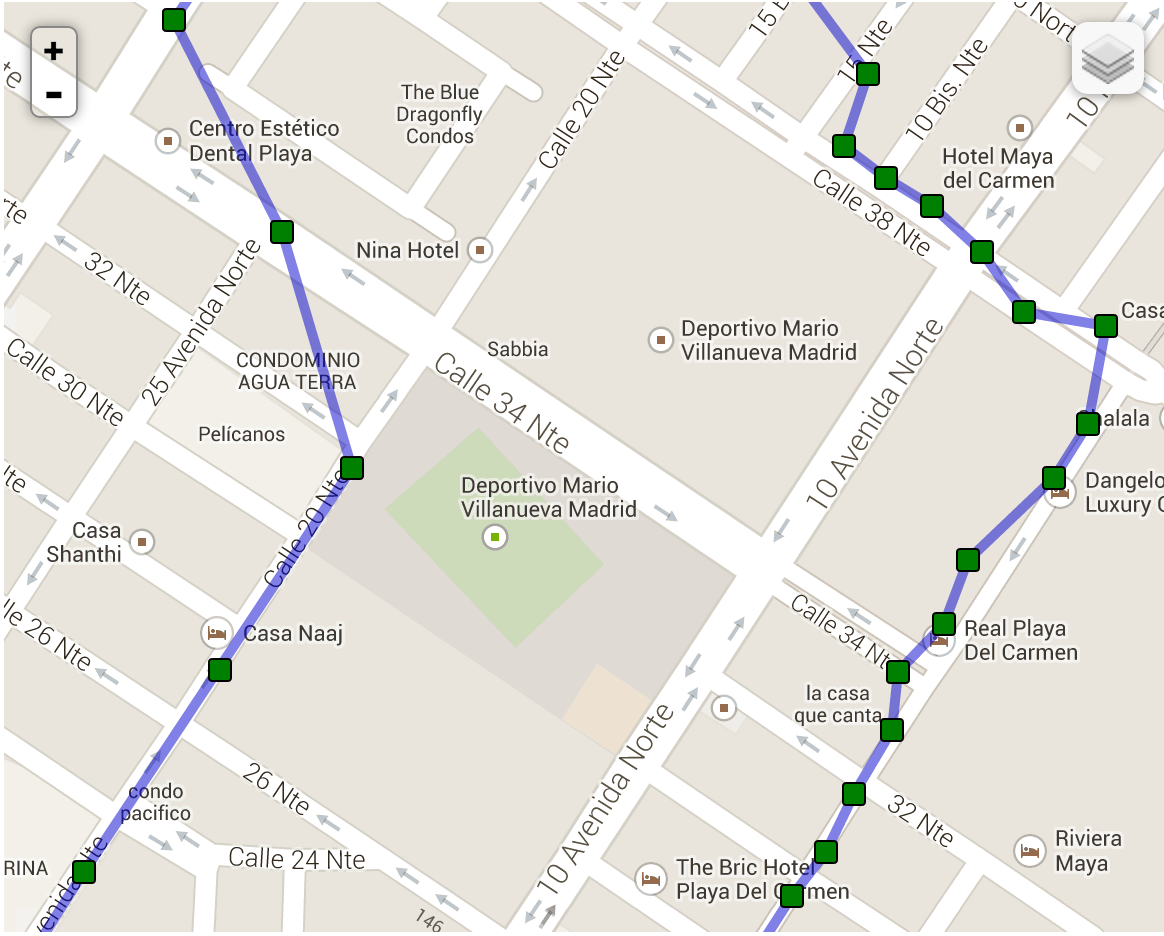 +
-
15 Nte
10 Bis. Nte
The Blue
Dragonfly
Condos
Calle 20 Nte
Centro Estético
Dental Playa
Hotel Maya
del Carmen
Calle 38 Nte
Nina Hotel
32 Nte
25 Avenida Norte
Deportivo Mario
Villanueva Madrid
Sabbia
CONDOMINIO
AGUA TERRA
Calle 30 Nte
Calle 34 Nte
10 Avenida Norte
Pelícanos
Deportivo Mario
Villanueva Madrid
Dangelo
Luxury
Casa
Shanthi
Calle 20 Nte
Calle 34 Nte
Casa Naaj
Real Playa
Del Carmen
26 Nte
la casa
que canta
10 Avenida Norte
26 Nte
condo
pacifico
32 Nte
Calle 24 Nte
RINA
The Bric Hotel
Playa Del Carmen
Riviera
Maya
146